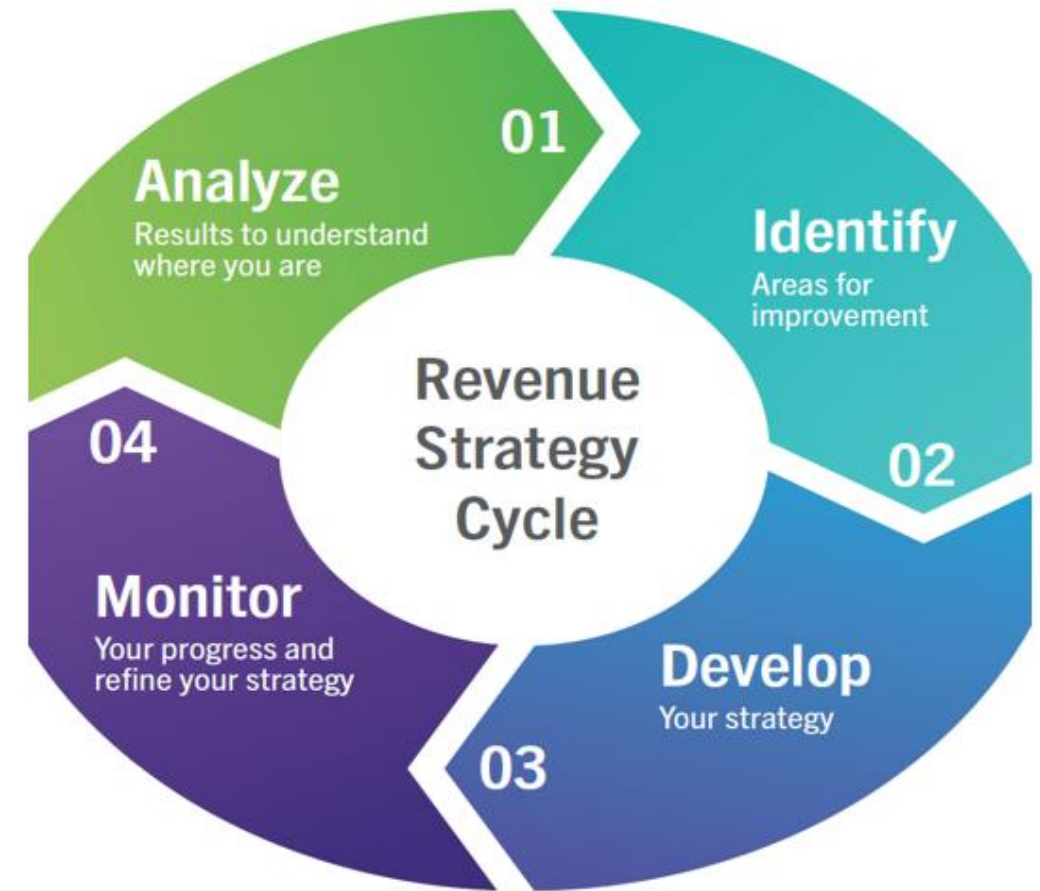 01
Analyze
Results to understand
where you are
Identify
Areas for
improvement
02
Revenue
Strategy
Cycle
Develop
Your strategy
03
04
Monitor
Your progress and
refine your strategy